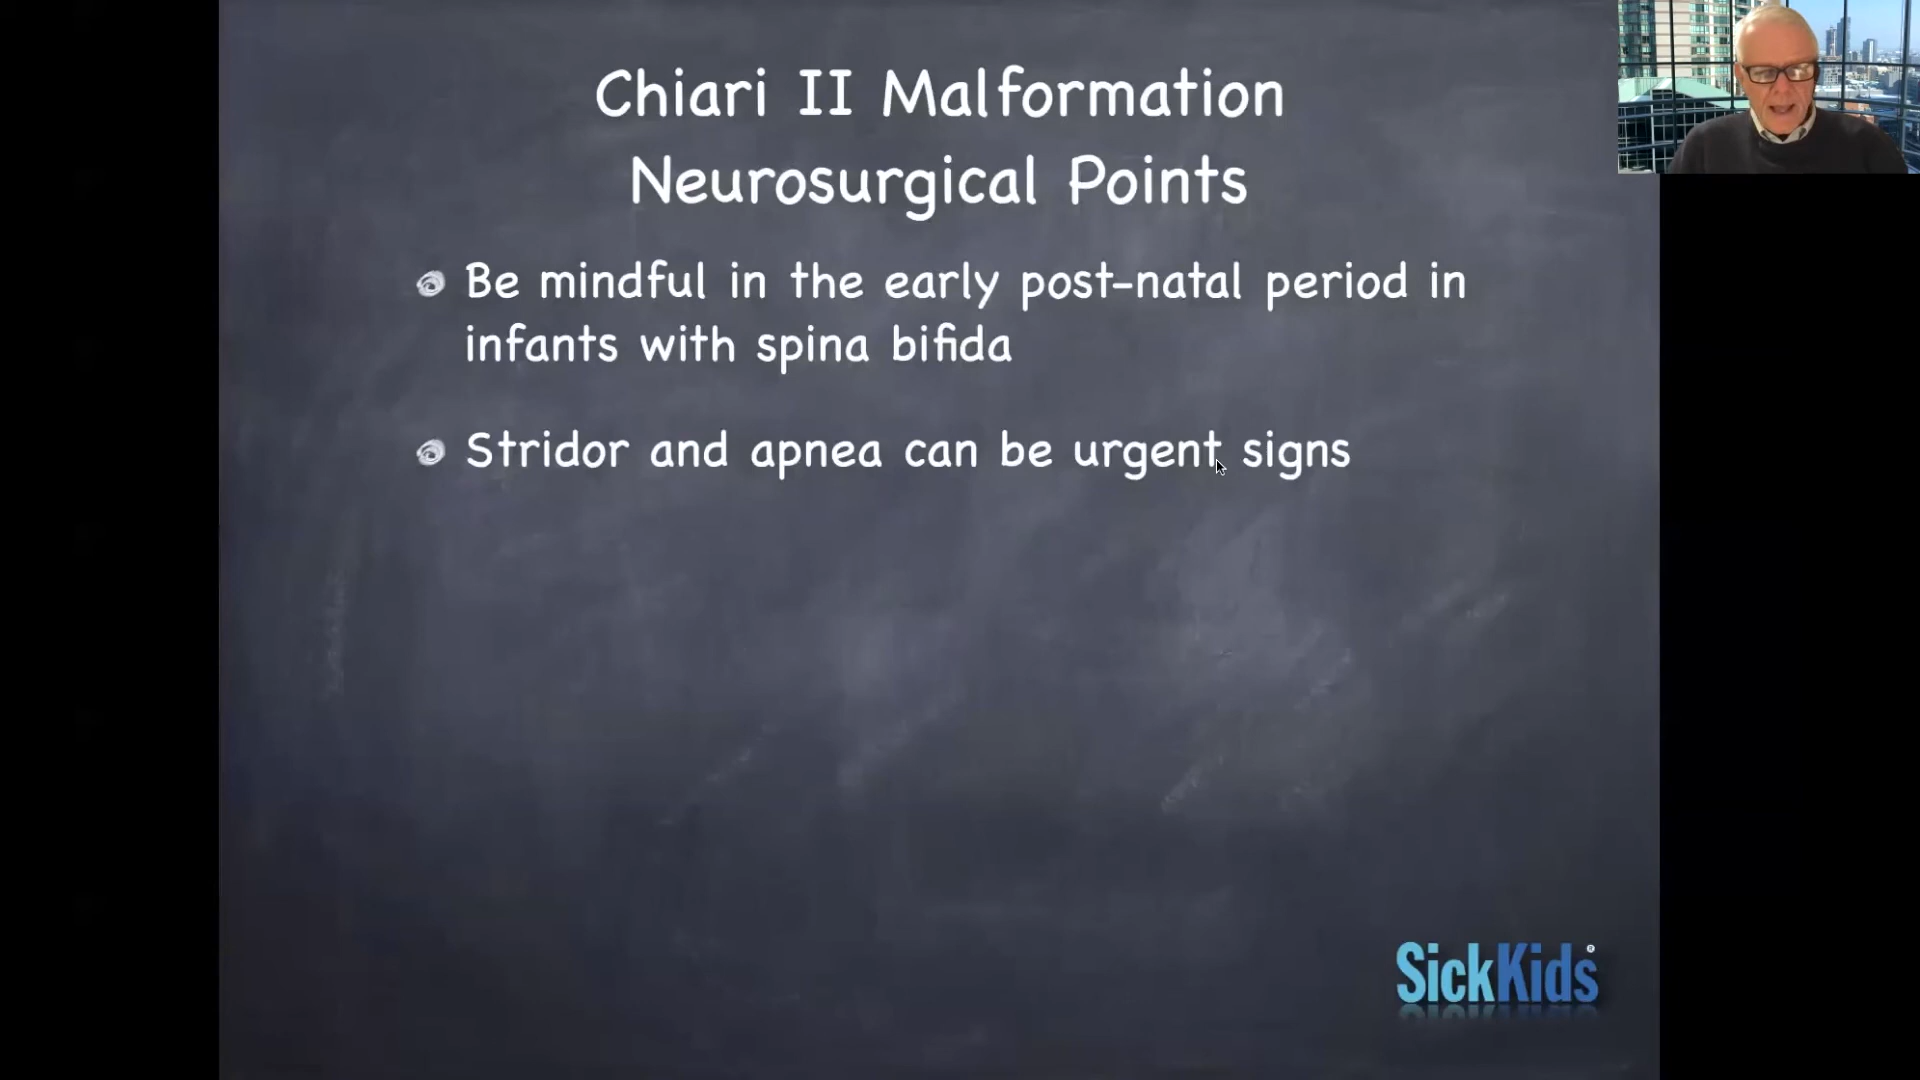 Chiari II Malformation
Neurosurgical Points
Be mindful in the early post-natal period in
infants with spina bifida
Stridor and apnea can be urgent signs
SickKids®